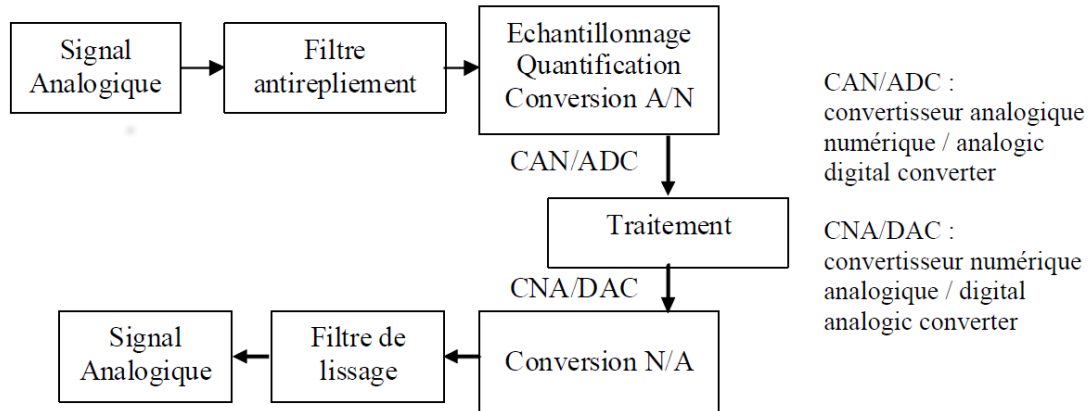 Signal
Analogique
Filtre
antirepliement
Echantillonnage
Quantification
Conversion A/N
CAN/ADC
Traitement
CNA/DAC
Conversion N/A
Filtre de
lissage
Signal
Analogique
CAN/ADC :
convertisseur analogique
numérique / analogic
digital converter
CNA/DAC :
convertisseur numérique
analogique / digital
analogic converter